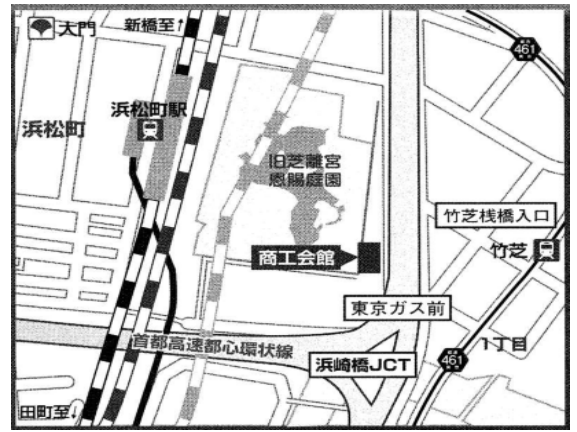 大門
新橋至↑
461
浜松町駅
浜松町
旧芝離宮
恩賜庭園
竹芝桟橋入口
竹芝
商工会館
東京ガス前
首都高速都心環状線
1丁目
浜崎橋JCT
461
田町至↓